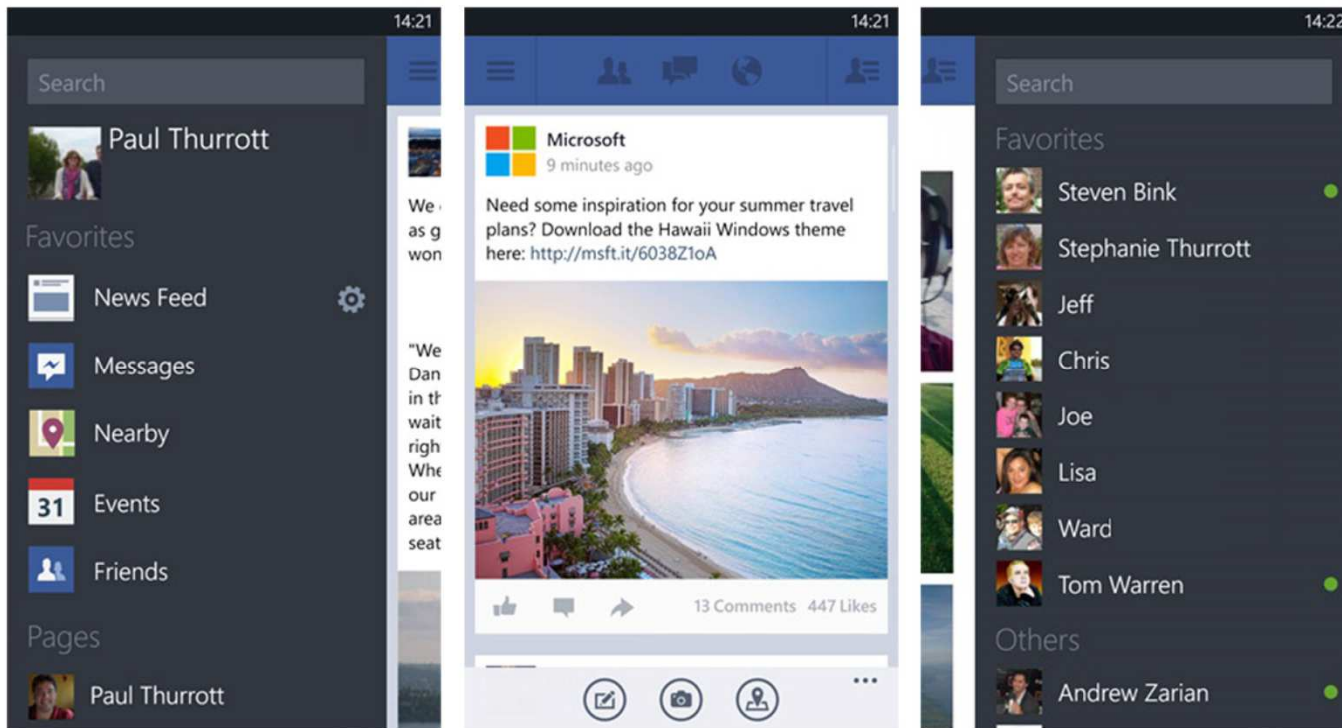 14:21
Search
Paul Thurrott
Favorites
News Feed
Messages
Nearby
31
Events
Friends
Pages
Paul Thurrott
We
as g
won
"We
Dan
in th
wait
righ
Whe
our
area
seat
14:21
Microsoft
9 minutes ago
Need some inspiration for your summer travel
plans? Download the Hawaii Windows theme
here: http://msft.it/6038Z1oA
13 Comments 447 Likes
14:22
Search
Favorites
Steven Bink
Stephanie Thurrott
Jeff
Chris
Joe
Lisa
Ward
Tom Warren
Others
Andrew Zarian